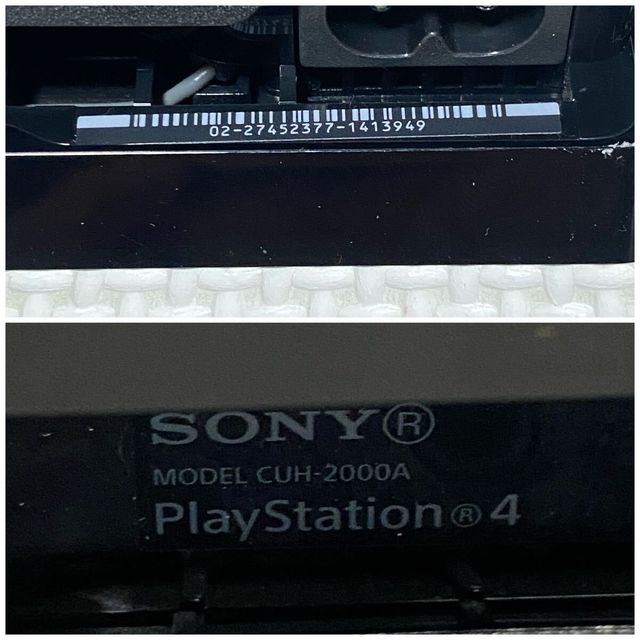 02-27452377-1413949
SONY®
MODEL CUH-2000A
PlayStation®4